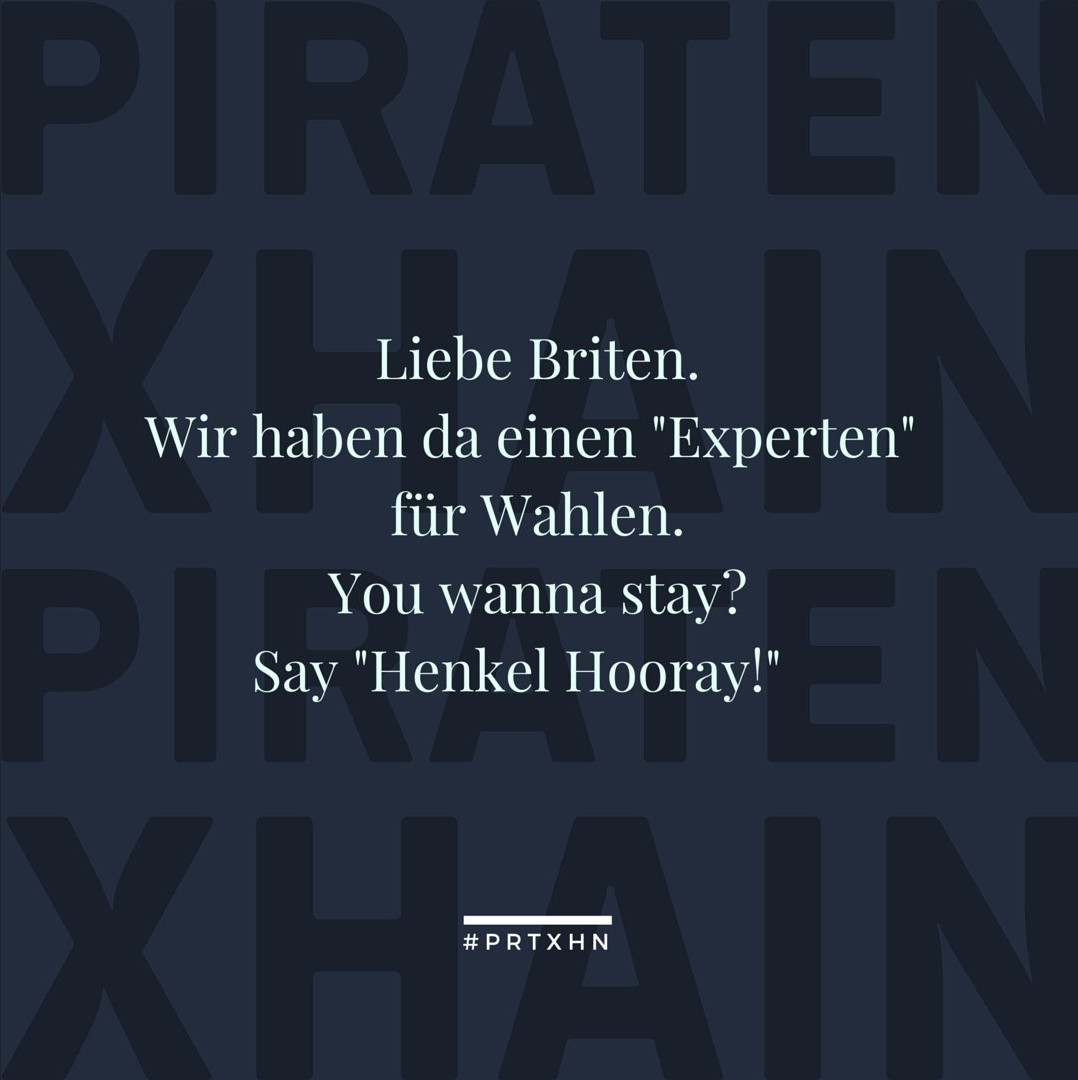 PIRATEN
XHAIN
Liebe Briten.
Wir haben da einen "Experten"
für Wahlen.
You wanna stay?
Say "Henkel Hooray!"
PIRATEN
XHAIN
#PRTXHN